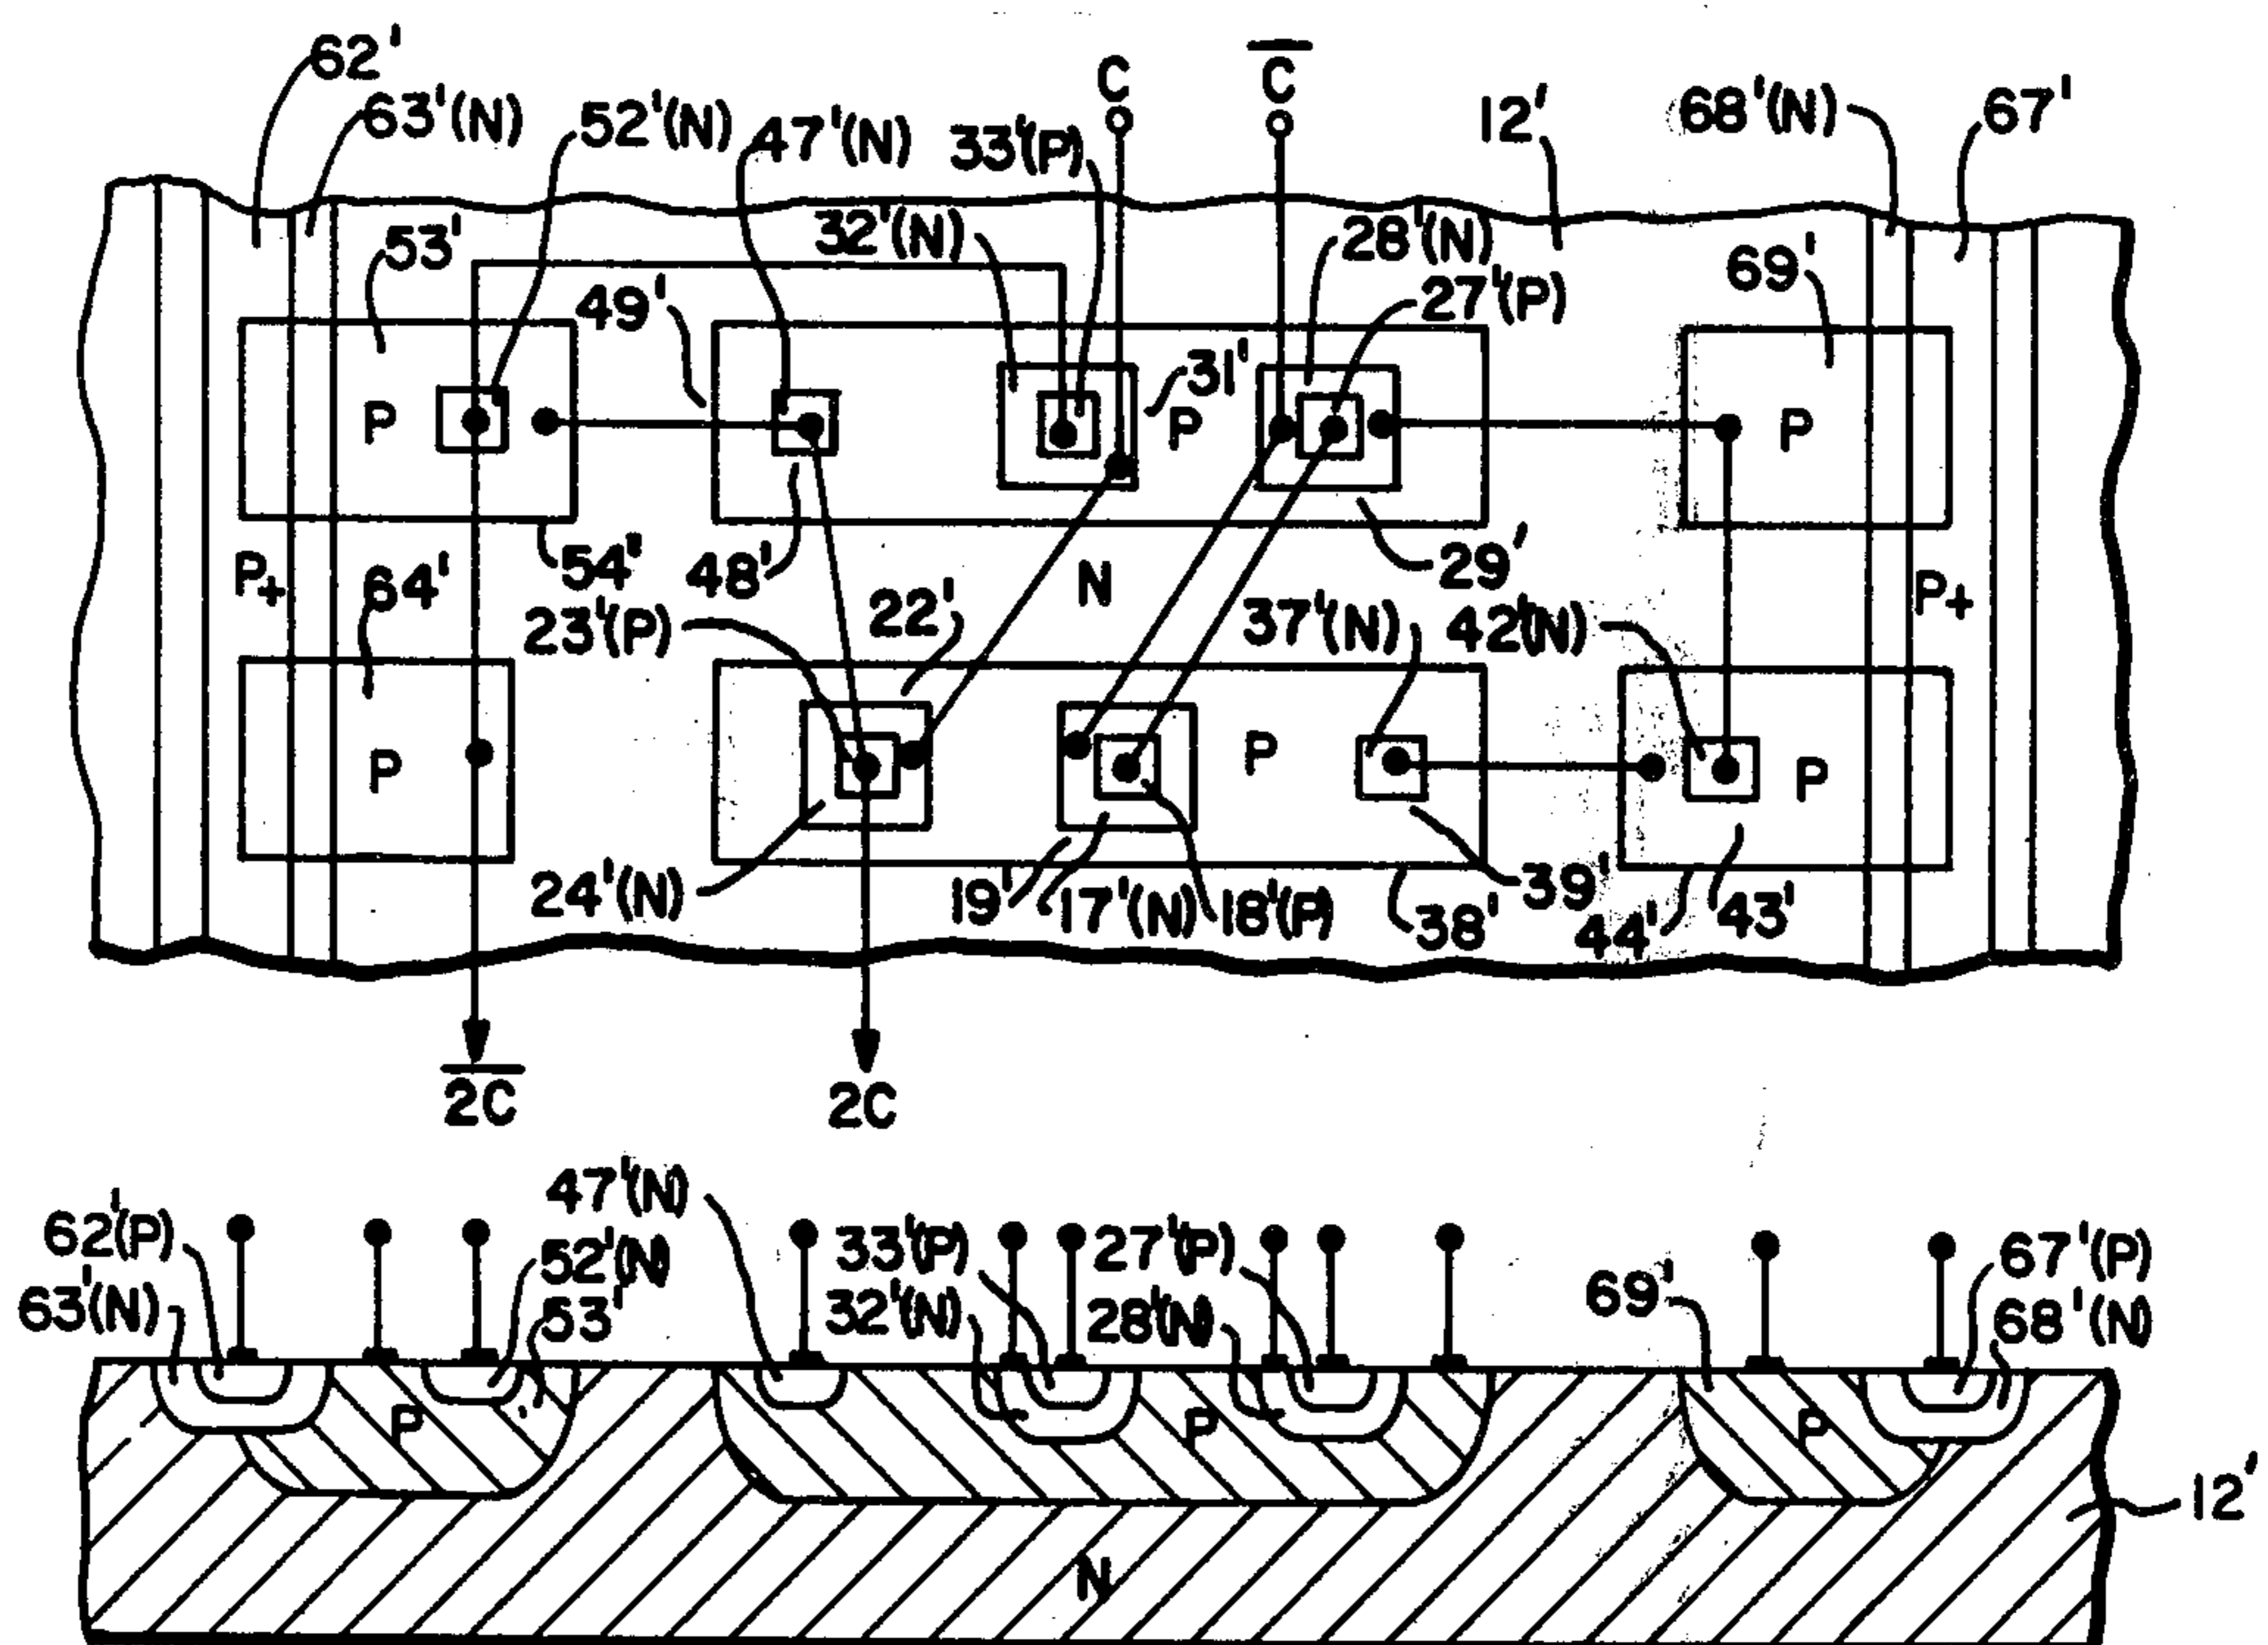 62'
63'(N)
52'(N)
47'(N)
33'(P)
C
C̅
12'
68'(N)
67'
53'
49'
32'(N)
28'(N)
27'(P)
69'
31'
P
P
P
P+
64'
54'
48'
N
29'
P+
23'(P)
22'
37'(N)
42'(N)
P
P
P
24'(N)
19'
17'(N)
18'(P)
38'
39'
44'
43'
2C̅
2C
47'(N)
62'(P)
52'(N)
33'(P)
27'(P)
67'(P)
63'(N)
53'
32'(N)
28'(N)
69'
68'(N)
P
P
P
12'
N